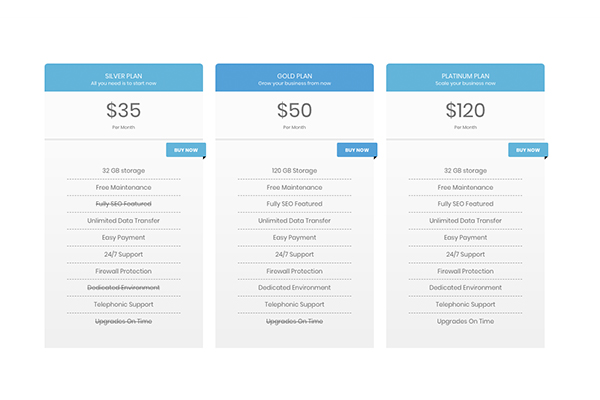 SILVER PLAN
All you need is to start now
$35
Per Month
BUY NOW
32 GB storage
Free Maintenance
Fully SEO Featured
Unlimited Data Transfer
Easy Payment
24/7 Support
Firewall Protection
Dedicated Environment
Telephonic Support
Upgrades On Time
GOLD PLAN
Grow your business from now
$50
Per Month
BUY NOW
120 GB Storage
Free Maintenance
Fully SEO Featured
Unlimited Data Transfer
Easy Payment
24/7 Support
Firewall Protection
Dedicated Environment
Telephonic Support
Upgrades On Time
PLATINUM PLAN
Scale your business now
$120
Per Month
BUY NOW
32 GB storage
Free Maintenance
Fully SEO Featured
Unlimited Data Transfer
Easy Payment
24/7 Support
Firewall Protection
Dedicated Environment
Telephonic Support
Upgrades On Time